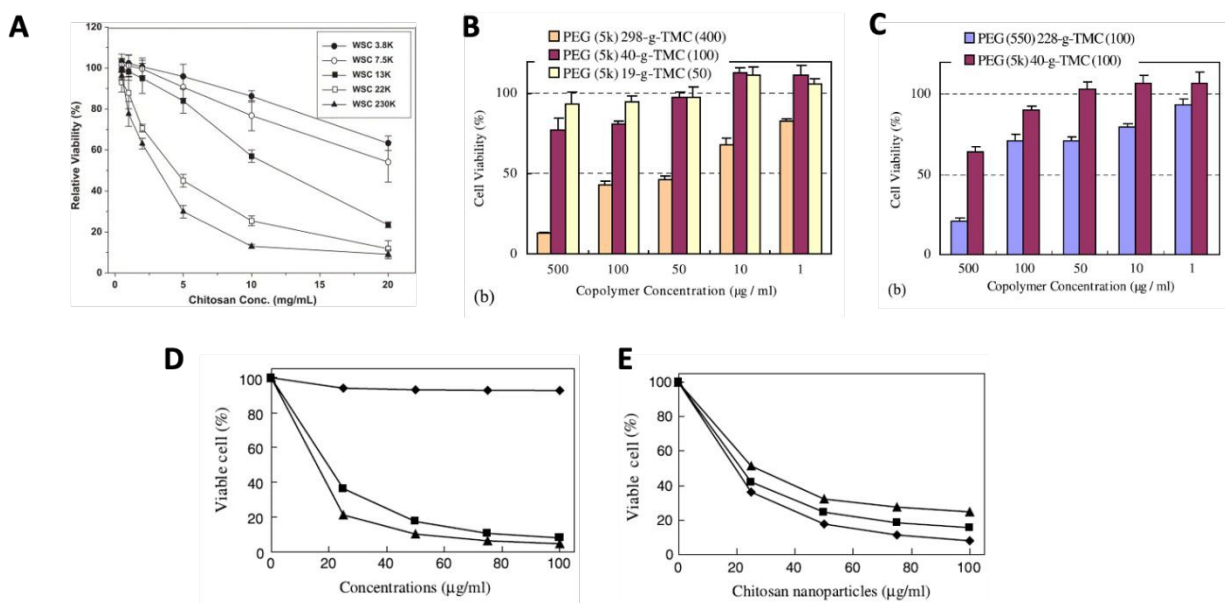 A
Relative Viability (%)
120
100
80
60
40
20
0
WSC 3.8K
WSC 7.5K
WSC 13K
WSC 22K
WSC 230K
0
5
10
15
20
Chitosan Conc. (mg/mL)
B
PEG (5k) 298-g-TMC (400)
PEG (5k) 40-g-TMC (100)
PEG (5k) 19-g-TMC (50)
Cell Viability (%)
100
50
0
500 100 50 10 1
Copolymer Concentration (µg / ml)
(b)
C
PEG (550) 228-g-TMC (100)
PEG (5k) 40-g-TMC (100)
Cell Viability (%)
100
50
0
500 100 50 10 1
Copolymer Concentration (µg / ml)
(b)
D
Viable cell (%)
100
80
60
40
20
0
0 20 40 60 80 100
Concentrations (µg/ml)
E
Viable cell (%)
100
80
60
40
20
0
0 20 40 60 80 100
Chitosan nanoparticles (µg/ml)